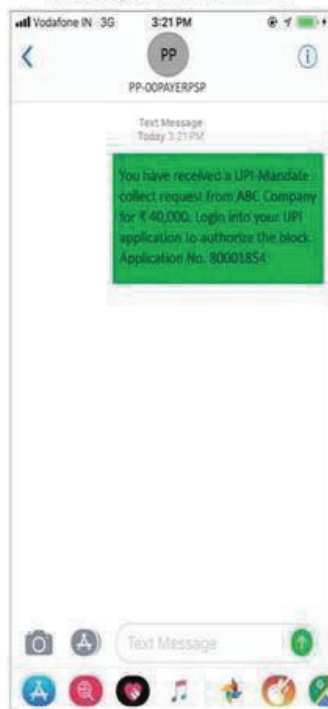 Vodafone IN 3G 3:21 PM
PP
PP-OOPAYERPSP
Text Message
Today 3:21 PM
You have received a UPI-Mandate
collect request from ABC Company
for ₹ 40,000. Login into your UPI
application to authorize the block.
Application No. 80001854
Text Message